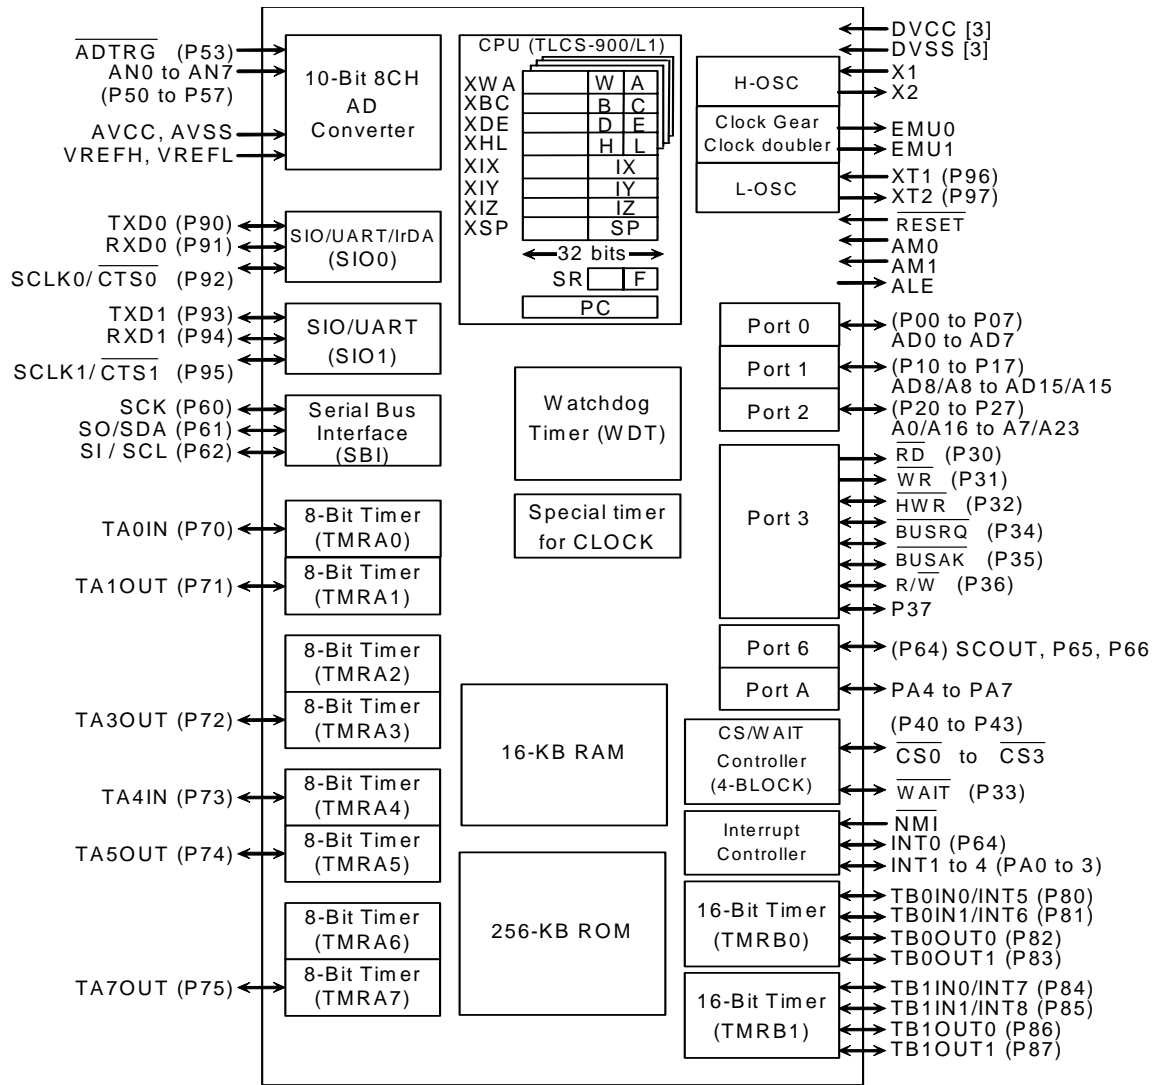 ADTRG (P53)
AN0 to AN7
(P50 to P57)
AVCC, AVSS
VREFH, VREFL
10-Bit 8CH
AD
Converter
TXD0 (P90)
RXD0 (P91)
SCLK0/CTS0 (P92)
SIO/UART/IrDA
(SIO0)
TXD1 (P93)
RXD1 (P94)
SCLK1/CTS1 (P95)
SIO/UART
(SIO1)
SCK (P60)
SO/SDA (P61)
SI / SCL (P62)
Serial Bus
Interface
(SBI)
TA0IN (P70)
8-Bit Timer
(TMRA0)
TA1OUT (P71)
8-Bit Timer
(TMRA1)
8-Bit Timer
(TMRA2)
TA3OUT (P72)
8-Bit Timer
(TMRA3)
TA4IN (P73)
8-Bit Timer
(TMRA4)
TA5OUT (P74)
8-Bit Timer
(TMRA5)
8-Bit Timer
(TMRA6)
TA7OUT (P75)
8-Bit Timer
(TMRA7)
CPU (TLCS-900/L1)
XWA W A
XBC B C
XDE D E
XHL H L
XIX IX
XIY IY
XIZ IZ
XSP SP
32 bits
SR F
PC
Watchdog
Timer (WDT)
Special timer
for CLOCK
16-KB RAM
256-KB ROM
DVCC [3]
DVSS [3]
H-OSC
X1
X2
Clock Gear
Clock doubler
EMU0
EMU1
L-OSC
XT1 (P96)
XT2 (P97)
RESET
AM0
AM1
ALE
Port 0
(P00 to P07)
AD0 to AD7
Port 1
(P10 to P17)
AD8/A8 to AD15/A15
Port 2
(P20 to P27)
A0/A16 to A7/A23
Port 3
RD (P30)
WR (P31)
HWR (P32)
BUSRQ (P34)
BUSAK (P35)
R/W (P36)
P37
Port 6
(P64) SCOUT, P65, P66
Port A
PA4 to PA7
CS/WAIT
Controller
(4-BLOCK)
(P40 to P43)
CS0 to CS3
WAIT (P33)
Interrupt
Controller
NMI
INT0 (P64)
INT1 to 4 (PA0 to 3)
16-Bit Timer
(TMRB0)
TB0IN0/INT5 (P80)
TB0IN1/INT6 (P81)
TB0OUT0 (P82)
TB0OUT1 (P83)
16-Bit Timer
(TMRB1)
TB1IN0/INT7 (P84)
TB1IN1/INT8 (P85)
TB1OUT0 (P86)
TB1OUT1 (P87)